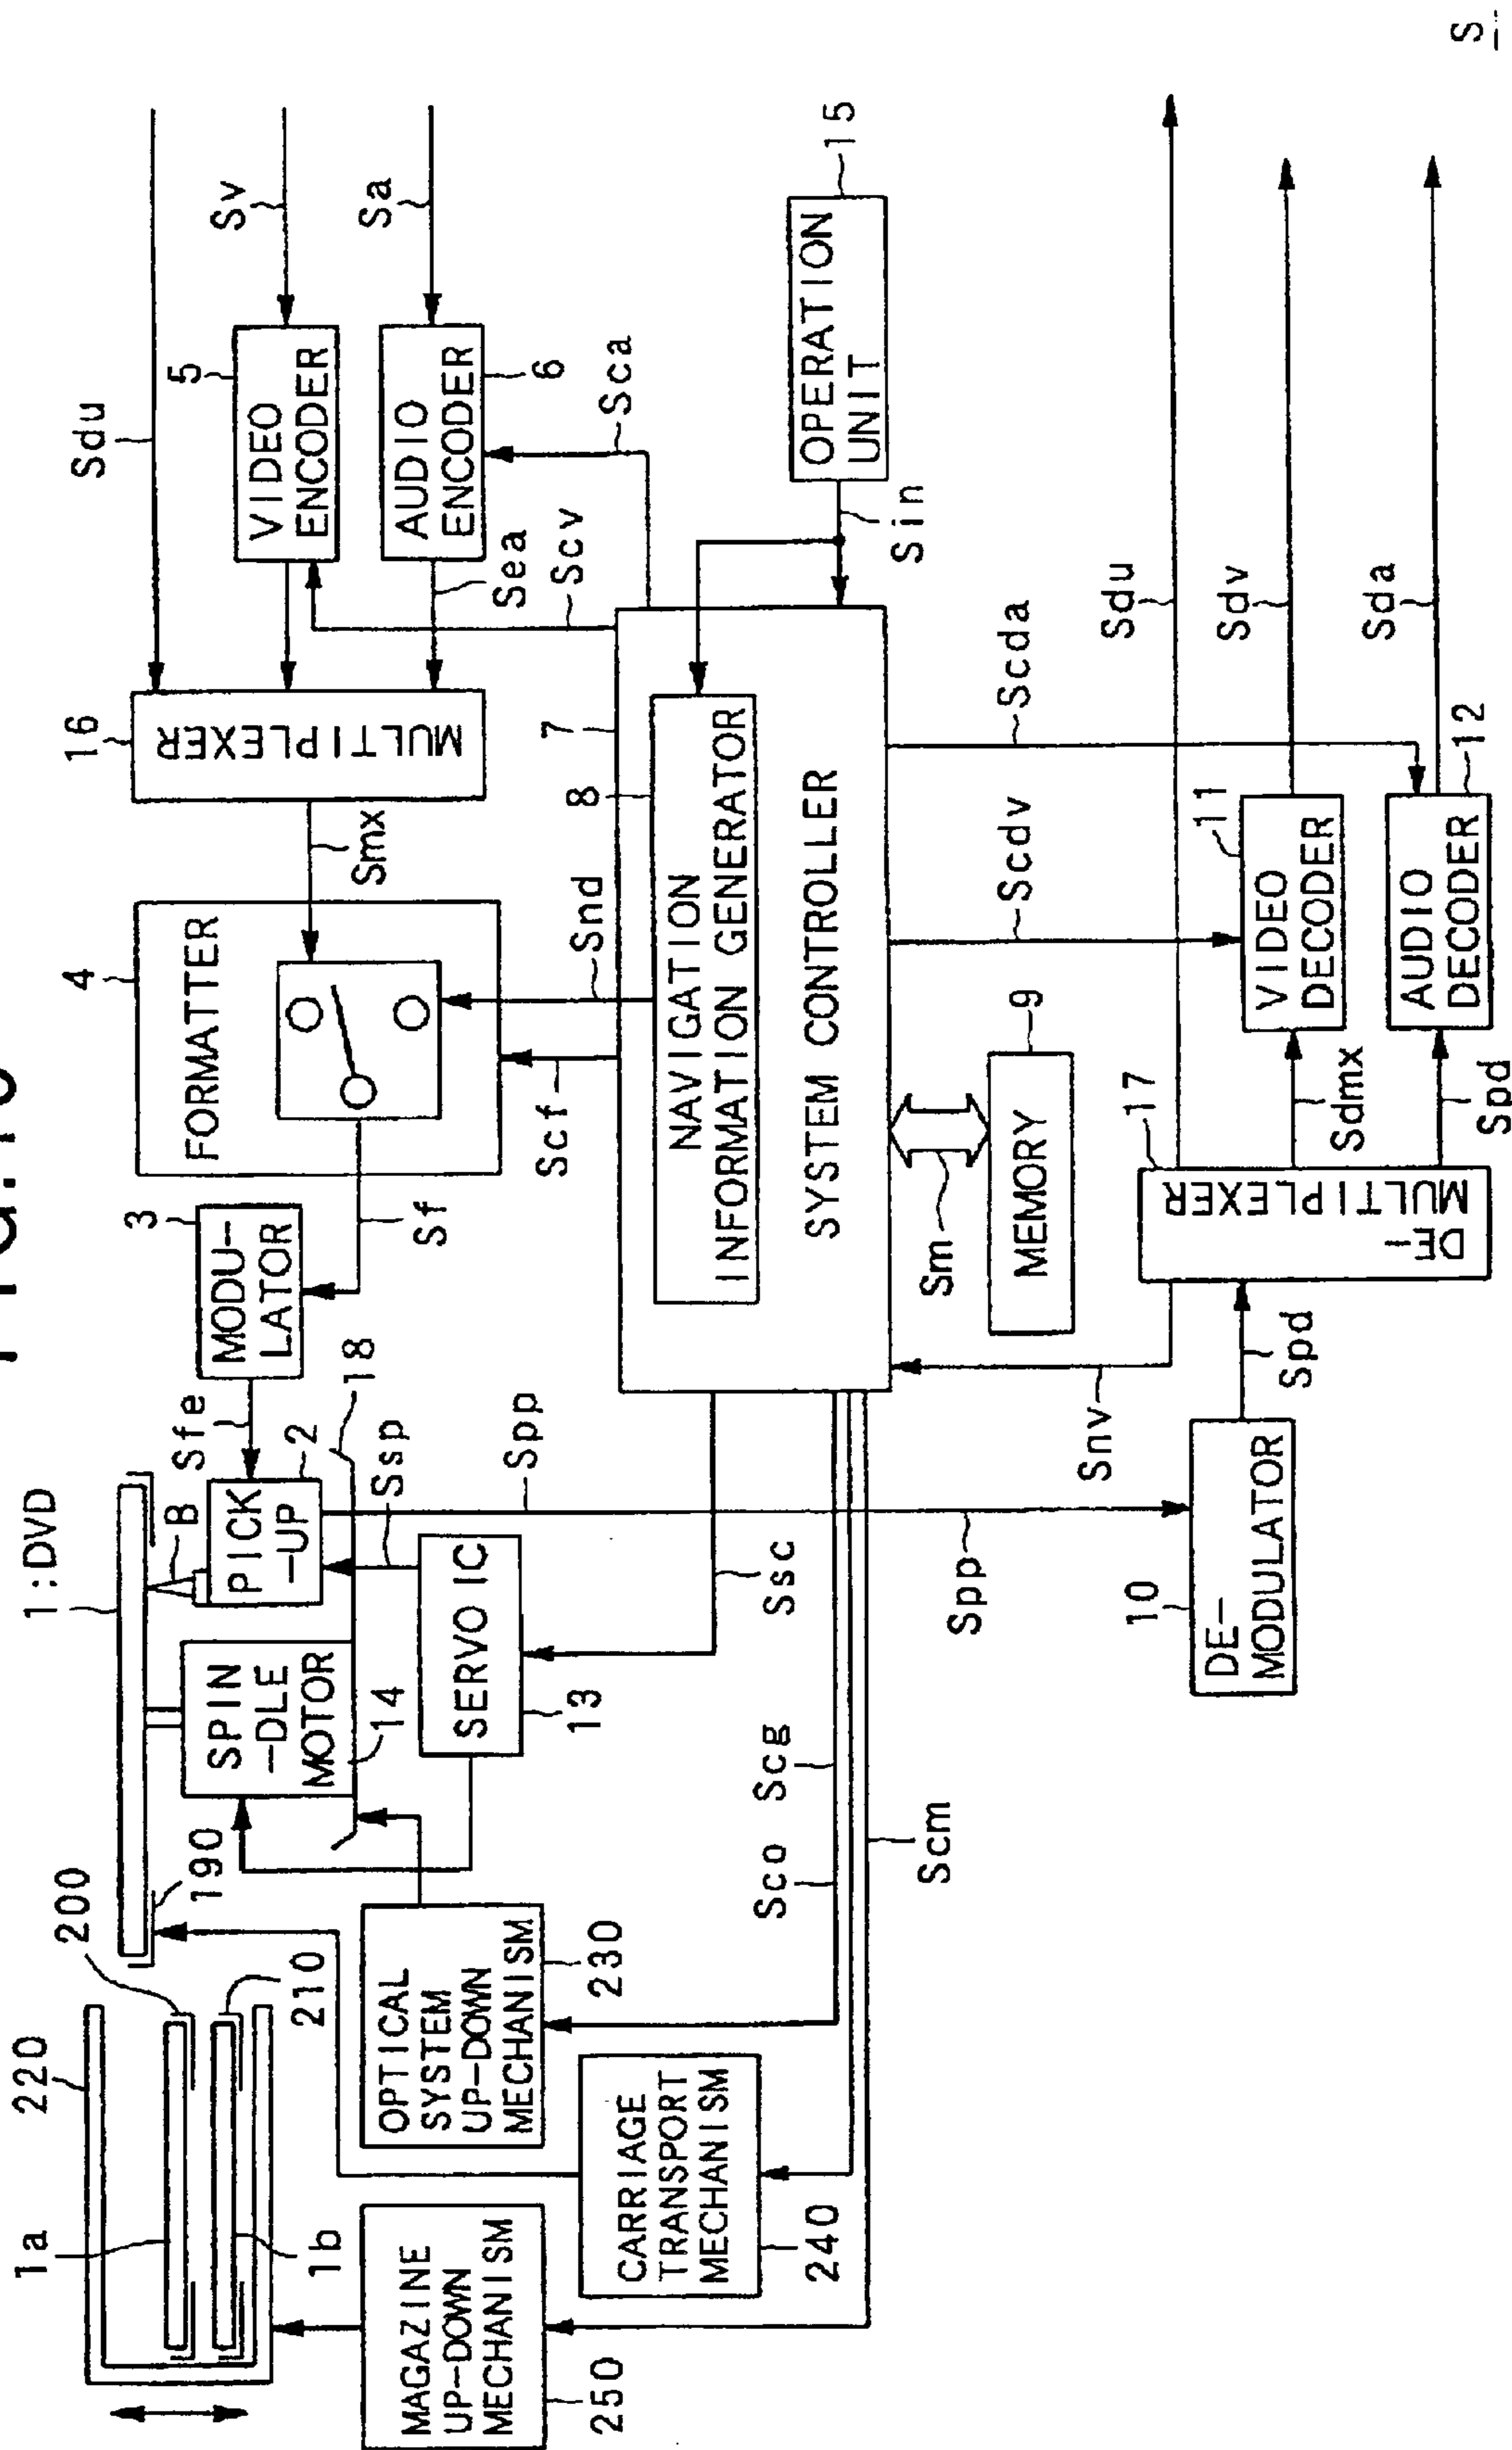 220
1a
1b
200
210
190
1:DVD
B
Sfe
PICK
-UP
2
SPIN
-DLE
MOTOR
14
18
Ssp
Spp
SERVO IC
13
MODU-
LATOR
3
Sf
FORMATTER
4
Smx
MULTIPLEXER
16
Sdu
Sv
Sa
VIDEO
ENCODER
5
AUDIO
ENCODER
6
Sea
Scv
Sca
MAGAZINE
UP-DOWN
MECHANISM
250
OPTICAL
SYSTEM
UP-DOWN
MECHANISM
230
CARRIAGE
TRANSPORT
MECHANISM
240
Sco
Scg
Scm
Ssc
Scf
Snd
7
8
NAVIGATION
INFORMATION GENERATOR
SYSTEM CONTROLLER
OPERATION
UNIT
15
Sin
Spp
Snv
Sm
MEMORY
9
Scdv
Scda
DE-
MODULATOR
10
Spd
DE-
MULTIPLEXER
17
Sdmx
Spd
VIDEO
DECODER
11
AUDIO
DECODER
12
Sdu
Sdv
Sda
S